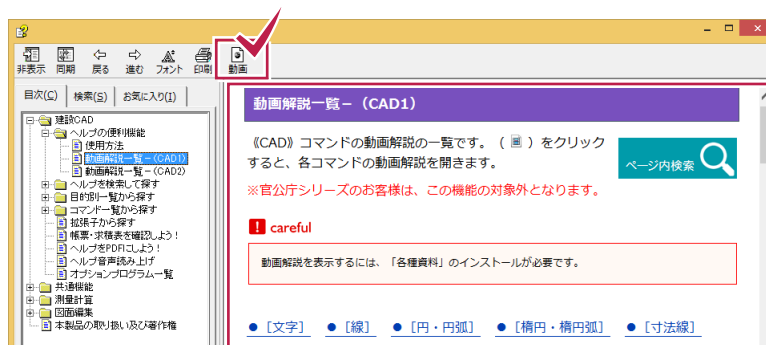 非表示 同期 戻る 進む フォント 印刷 動画
目次(C) 検索(S) お気に入り(I)
建設CAD
ヘルプの便利機能
使用方法
動画解説一覧－(CAD1)
動画解説一覧－(CAD2)
ヘルプを検索して探す
目的別一覧から探す
コマンド一覧から探す
拡張子から探す
帳票・求積表を確認しよう！
ヘルプをPDFにしよう！
ヘルプ音声読み上げ
オプションプログラム一覧
共通機能
測量計算
図面編集
本製品の取り扱い及び著作権
動画解説一覧－（CAD1）
《CAD》コマンドの動画解説の一覧です。（ ）をクリック
すると、各コマンドの動画解説を開きます。
ページ内検索
※官公庁シリーズのお客様は、この機能の対象外となります。
! careful
動画解説を表示するには、「各種資料」のインストールが必要です。
● [文字] ● [線] ● [円・円弧] ● [楕円・楕円弧] ● [寸法線]